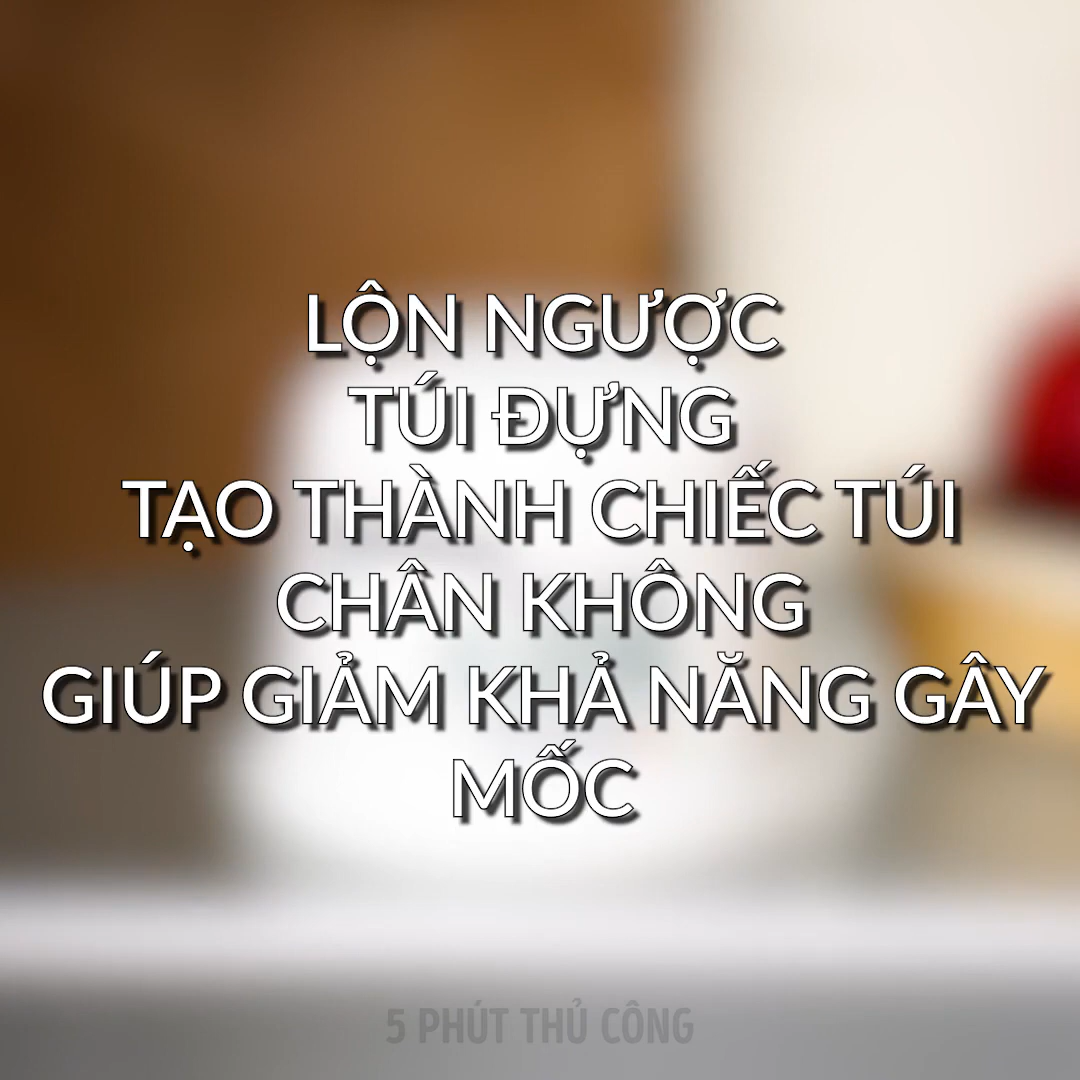 LỘN NGƯỢC
TÚI ĐỰNG
TẠO THÀNH CHIẾC TÚI
CHÂN KHÔNG
GIÚP GIẢM KHẢ NĂNG GÂY
MỐC
5 PHÚT THỦ CÔNG